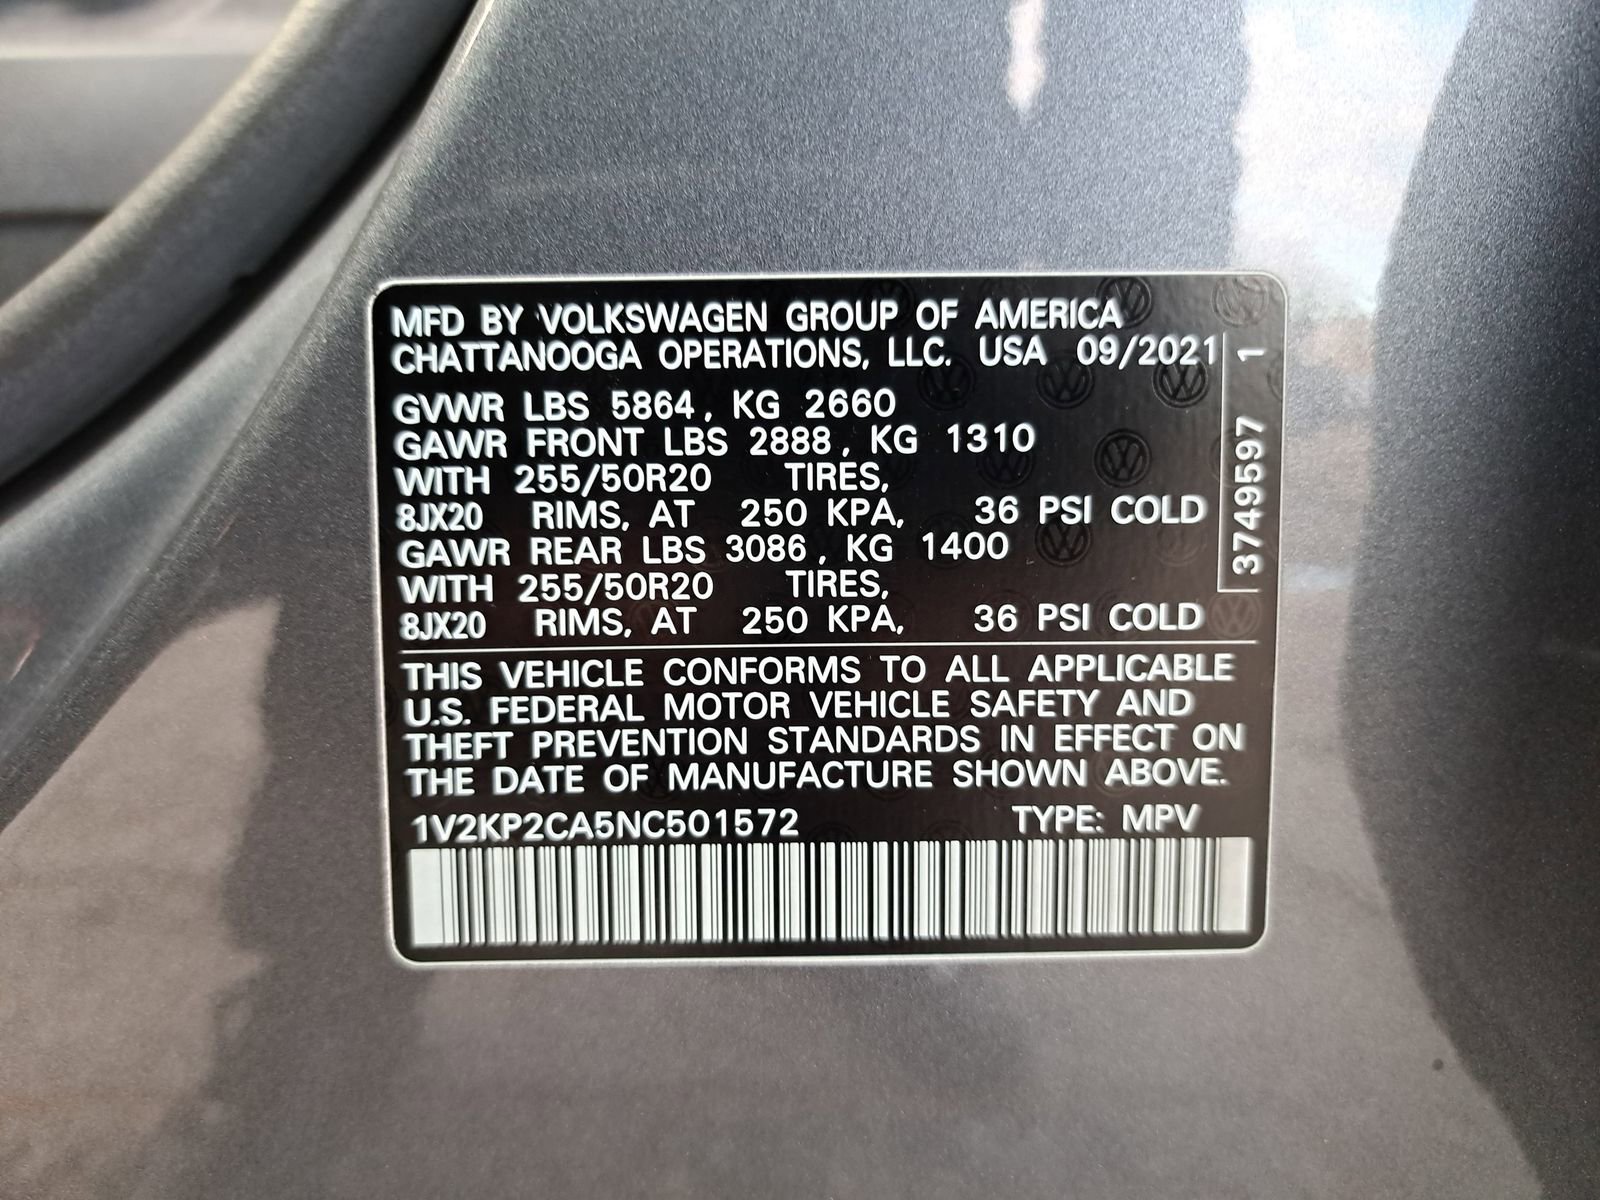 MFD BY VOLKSWAGEN GROUP OF AMERICA
CHATTANOOGA OPERATIONS, LLC. USA 09/2021
GVWR LBS 5864, KG 2660
GAWR FRONT LBS 2888, KG 1310
WITH 255/50R20 TIRES,
8JX20 RIMS, AT 250 KPA, 36 PSI COLD
GAWR REAR LBS 3086, KG 1400
WITH 255/50R20 TIRES,
8JX20 RIMS, AT 250 KPA, 36 PSI COLD
3749597 1
THIS VEHICLE CONFORMS TO ALL APPLICABLE
U.S. FEDERAL MOTOR VEHICLE SAFETY AND
THEFT PREVENTION STANDARDS IN EFFECT ON
THE DATE OF MANUFACTURE SHOWN ABOVE.
1V2KP2CA5NC501572 TYPE: MPV